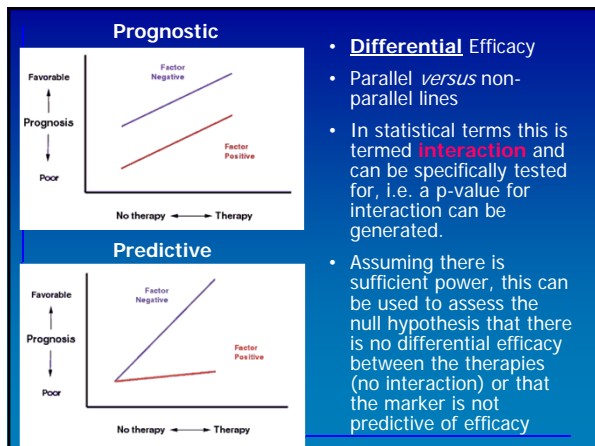 Prognostic
Favorable
Prognosis
Poor
Factor
Negative
Factor
Positive
No therapy
Therapy
Predictive
Favorable
Prognosis
Poor
Factor
Negative
Factor
Positive
No therapy
Therapy
• Differential Efficacy
• Parallel versus non-
parallel lines
• In statistical terms this is
termed interaction and
can be specifically tested
for, i.e. a p-value for
interaction can be
generated.
• Assuming there is
sufficient power, this can
be used to assess the
null hypothesis that there
is no differential efficacy
between the therapies
(no interaction) or that
the marker is not
predictive of efficacy